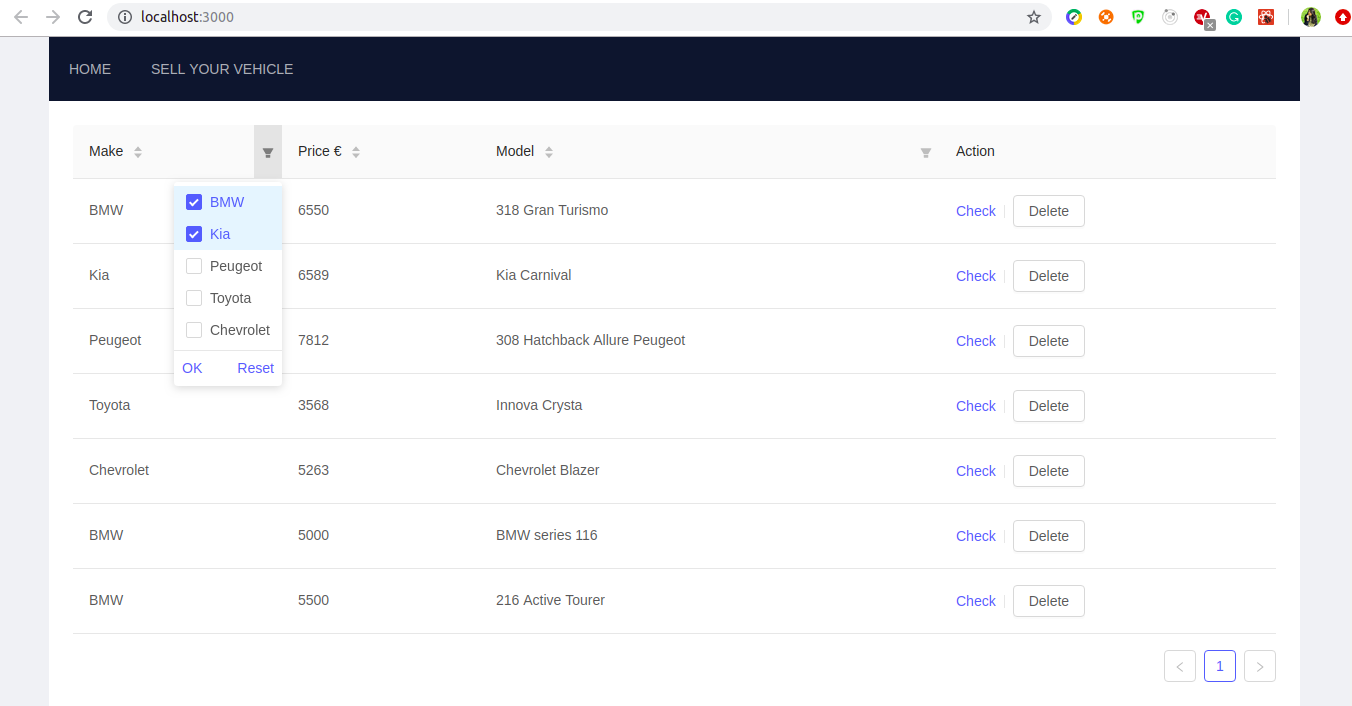 localhost:3000
HOME SELL YOUR VEHICLE
Make Price € Model Action
BMW 6550 318 Gran Turismo Check Delete
Kia 6589 Kia Carnival Check Delete
Peugeot 7812 308 Hatchback Allure Peugeot Check Delete
Toyota 3568 Innova Crysta Check Delete
Chevrolet 5263 Chevrolet Blazer Check Delete
BMW 5000 BMW series 116 Check Delete
BMW 5500 216 Active Tourer Check Delete
BMW
Kia
Peugeot
Toyota
Chevrolet
OK Reset
< 1 >